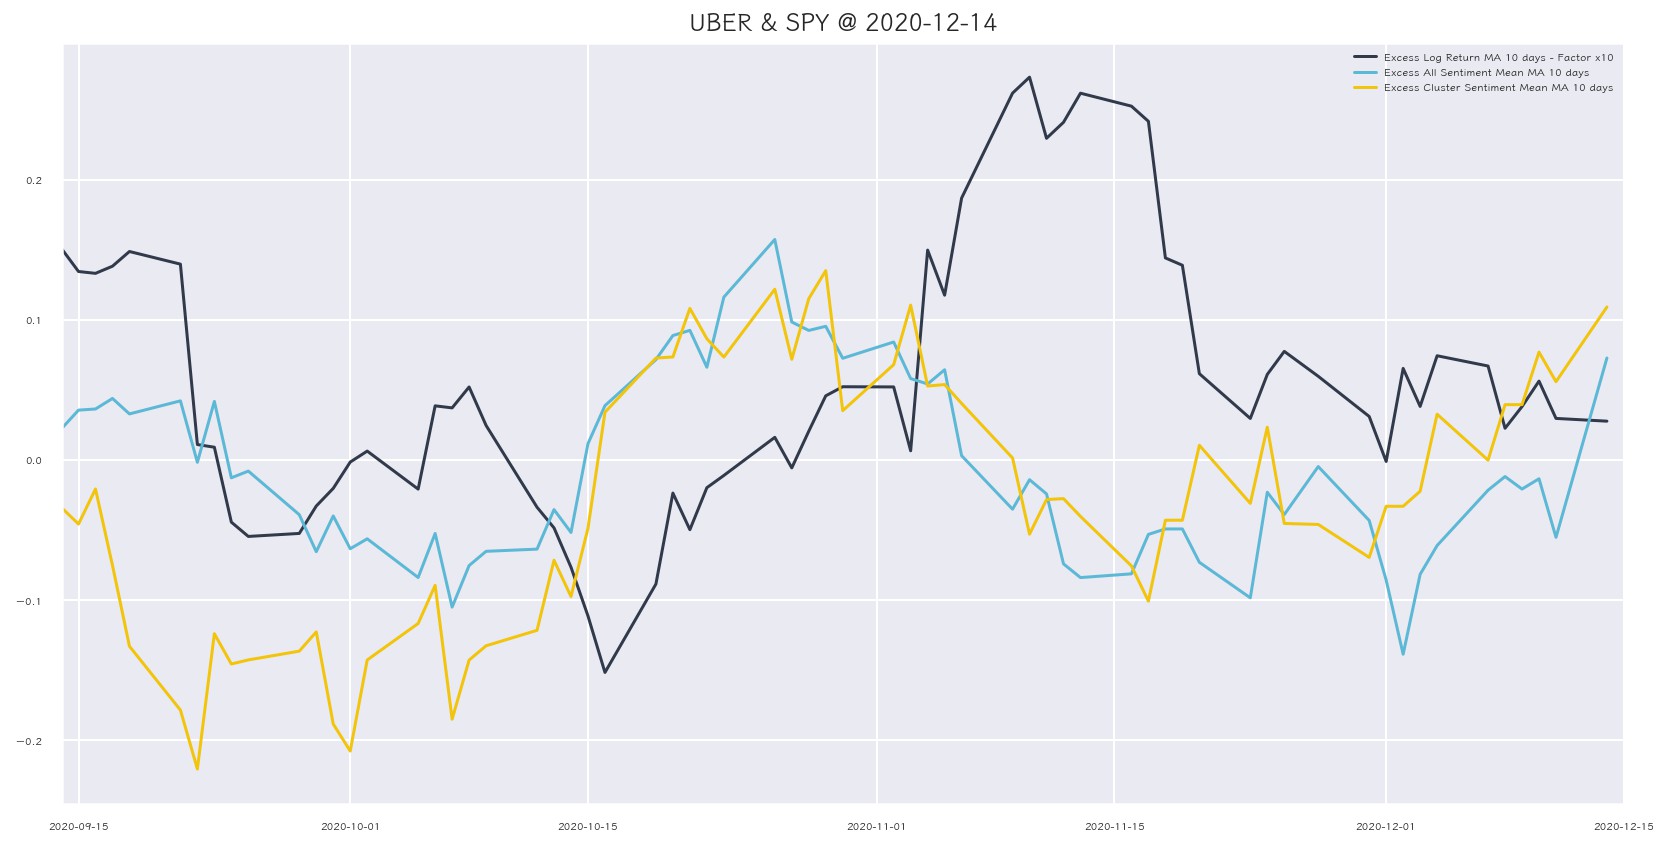 UBER & SPY @ 2020-12-14
Excess Log Return MA 10 days - Factor x10
Excess All Sentiment Mean MA 10 days
Excess Cluster Sentiment Mean MA 10 days
0.2
0.1
0.0
−0.1
−0.2
2020-09-15 2020-10-01 2020-10-15 2020-11-01 2020-11-15 2020-12-01 2020-12-15